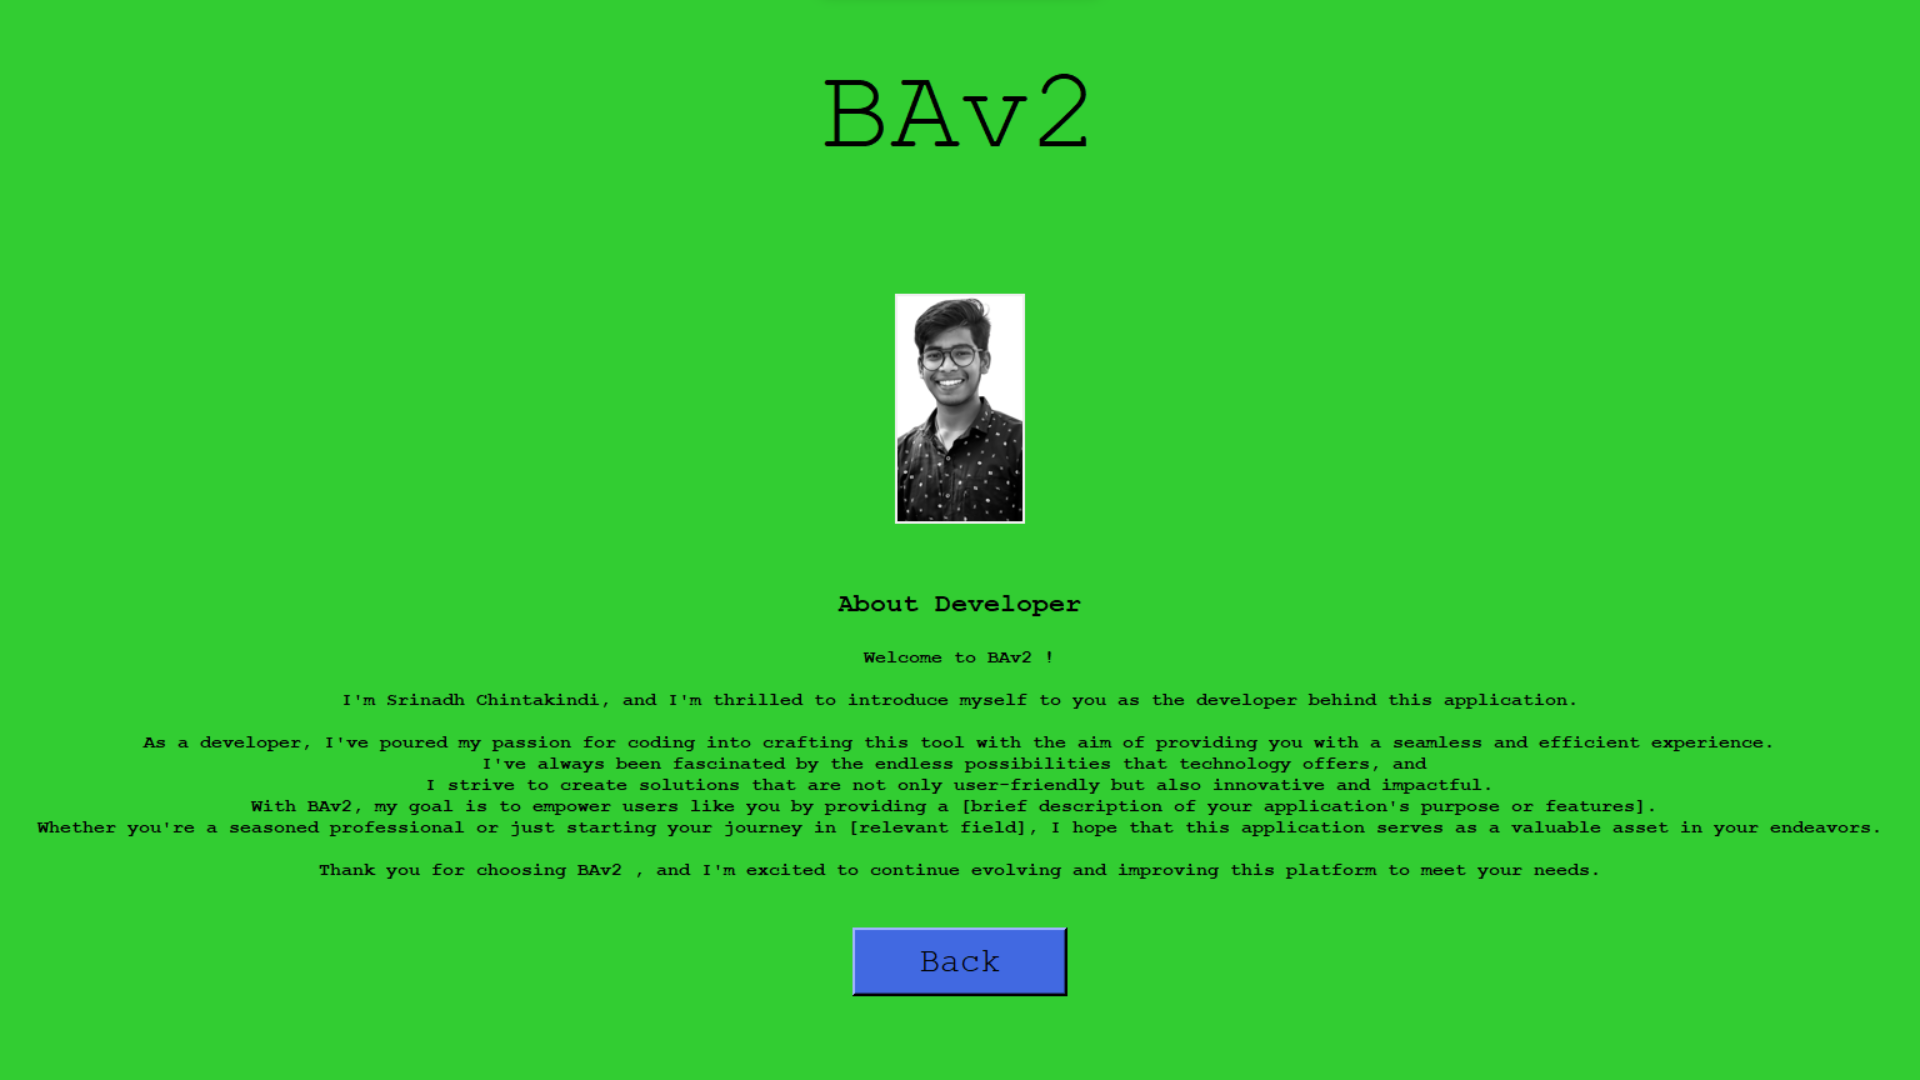 BAv2
About Developer
Welcome to BAv2 !
I'm Srinadh Chintakindi, and I'm thrilled to introduce myself to you as the developer behind this application.
As a developer, I've poured my passion for coding into crafting this tool with the aim of providing you with a seamless and efficient experience.
I've always been fascinated by the endless possibilities that technology offers, and
I strive to create solutions that are not only user-friendly but also innovative and impactful.
With BAv2, my goal is to empower users like you by providing a [brief description of your application's purpose or features].
Whether you're a seasoned professional or just starting your journey in [relevant field], I hope that this application serves as a valuable asset in your endeavors.
Thank you for choosing BAv2 , and I'm excited to continue evolving and improving this platform to meet your needs.
Back